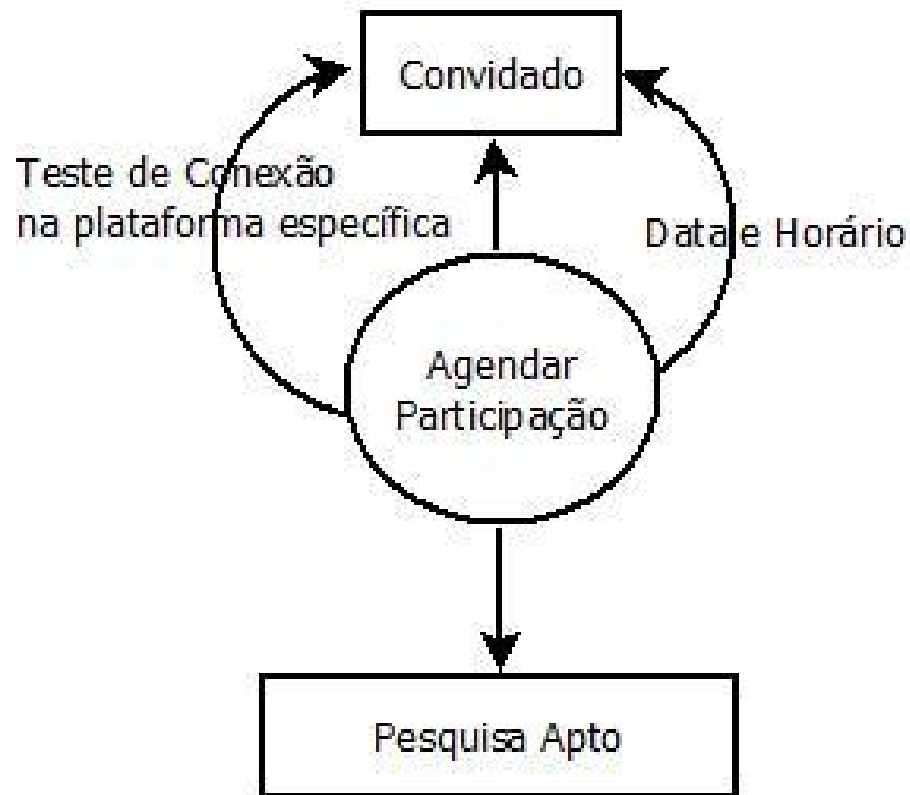 Convidado
Teste de Conexão
na plataforma específica
Data e Horário
Agendar
Participação
Pesquisa Apto